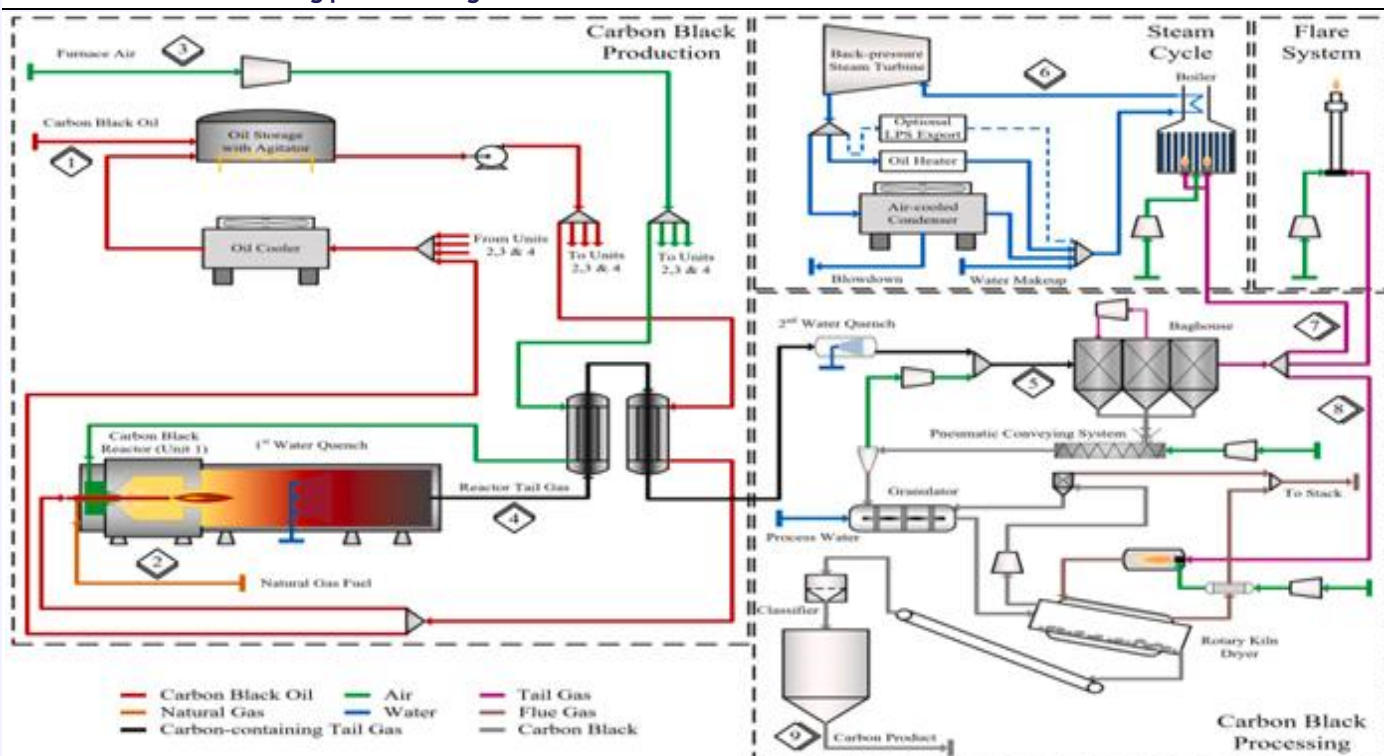 Carbon Black
Production
Furnace Air
3
Carbon Black Oil
1
Oil Storage
with Agitator
Oil Cooler
From Units
2,3 & 4
To Units
2,3 & 4
To Units
2,3 & 4
Carbon Black
Reactor (Unit 1)
1st Water Quench
Reactor Tail Gas
4
2
Natural Gas Fuel
Steam
Cycle
Back-pressure
Steam Turbine
6
Boiler
Optional
LPS Export
Oil Heater
Air-cooled
Condenser
Blowdown
Water Makeup
Flare
System
2nd Water Quench
5
Baghouse
7
8
Pneumatic Conveying System
Granulator
Process Water
To Stack
Classifier
Rotary Kiln
Dryer
9
Carbon Product
Carbon Black
Processing
Carbon Black Oil
Air
Tail Gas
Natural Gas
Water
Flue Gas
Carbon-containing Tail Gas
Carbon Black